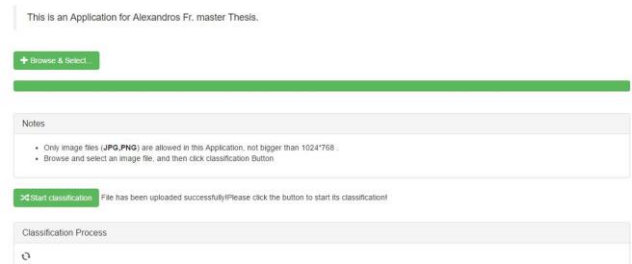 This is an Application for Alexandros Fr. master Thesis.
Browse & Select...
Notes
Only image files (JPG,PNG) are allowed in this Application, not bigger than 1024*768 .
Browse and select an image file, and then click classification Button
Start classification File has been uploaded successfully!Please click the button to start its classification!
Classification Process